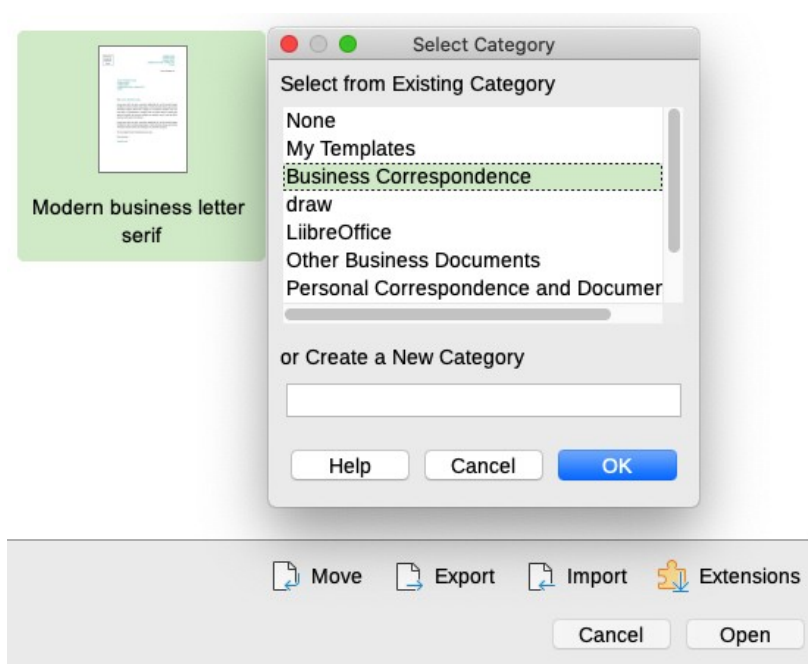 Select Category
Select from Existing Category
None
My Templates
Business Correspondence
draw
LiibreOffice
Other Business Documents
Personal Correspondence and Documer
or Create a New Category
Help Cancel OK
Modern business letter
serif
Move Export Import Extensions
Cancel Open